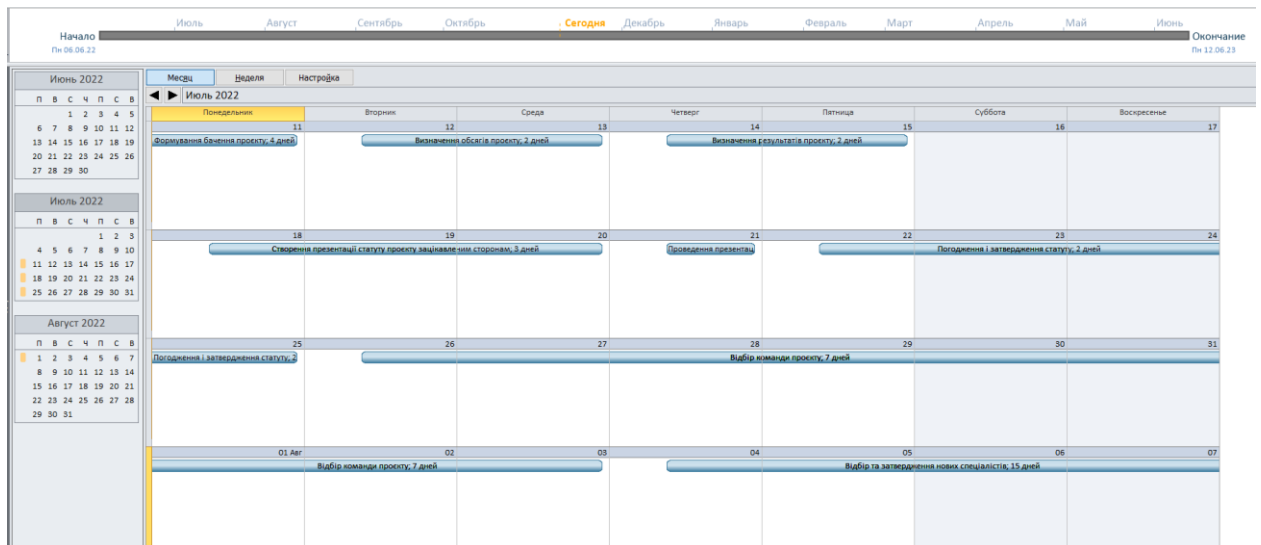 Июль Август Сентябрь Октябрь Сегодня Декабрь Январь Февраль Март Апрель Май Июнь
Начало Окончание
Пн 06.06.22 Пн 12.06.23
Июнь 2022
П В С Ч П С В
1 2 3 4 5
6 7 8 9 10 11 12
13 14 15 16 17 18 19
20 21 22 23 24 25 26
27 28 29 30
Июль 2022
П В С Ч П С В
1 2 3
4 5 6 7 8 9 10
11 12 13 14 15 16 17
18 19 20 21 22 23 24
25 26 27 28 29 30 31
Август 2022
П В С Ч П С В
1 2 3 4 5 6 7
8 9 10 11 12 13 14
15 16 17 18 19 20 21
22 23 24 25 26 27 28
29 30 31
Месяц Неделя Настройка
Июль 2022
Понедельник Вторник Среда Четверг Пятница Суббота Воскресенье
11 12 13 14 15 16 17
Формування бачення проєкту; 4 дней Визначення обсягів проєкту; 2 дней Визначення результатів проєкту; 2 дней
18 19 20 21 22 23 24
Створення презентації статуту проєкту зацікавленим сторонам; 3 дней Проведення презентац Погодження і затвердження статуту; 2 дней
25 26 27 28 29 30 31
Погодження і затвердження статуту; 2 Відбір команди проєкту; 7 дней
01 Авг 02 03 04 05 06 07
Відбір команди проєкту; 7 дней Відбір та затвердження нових спеціалістів; 15 дней